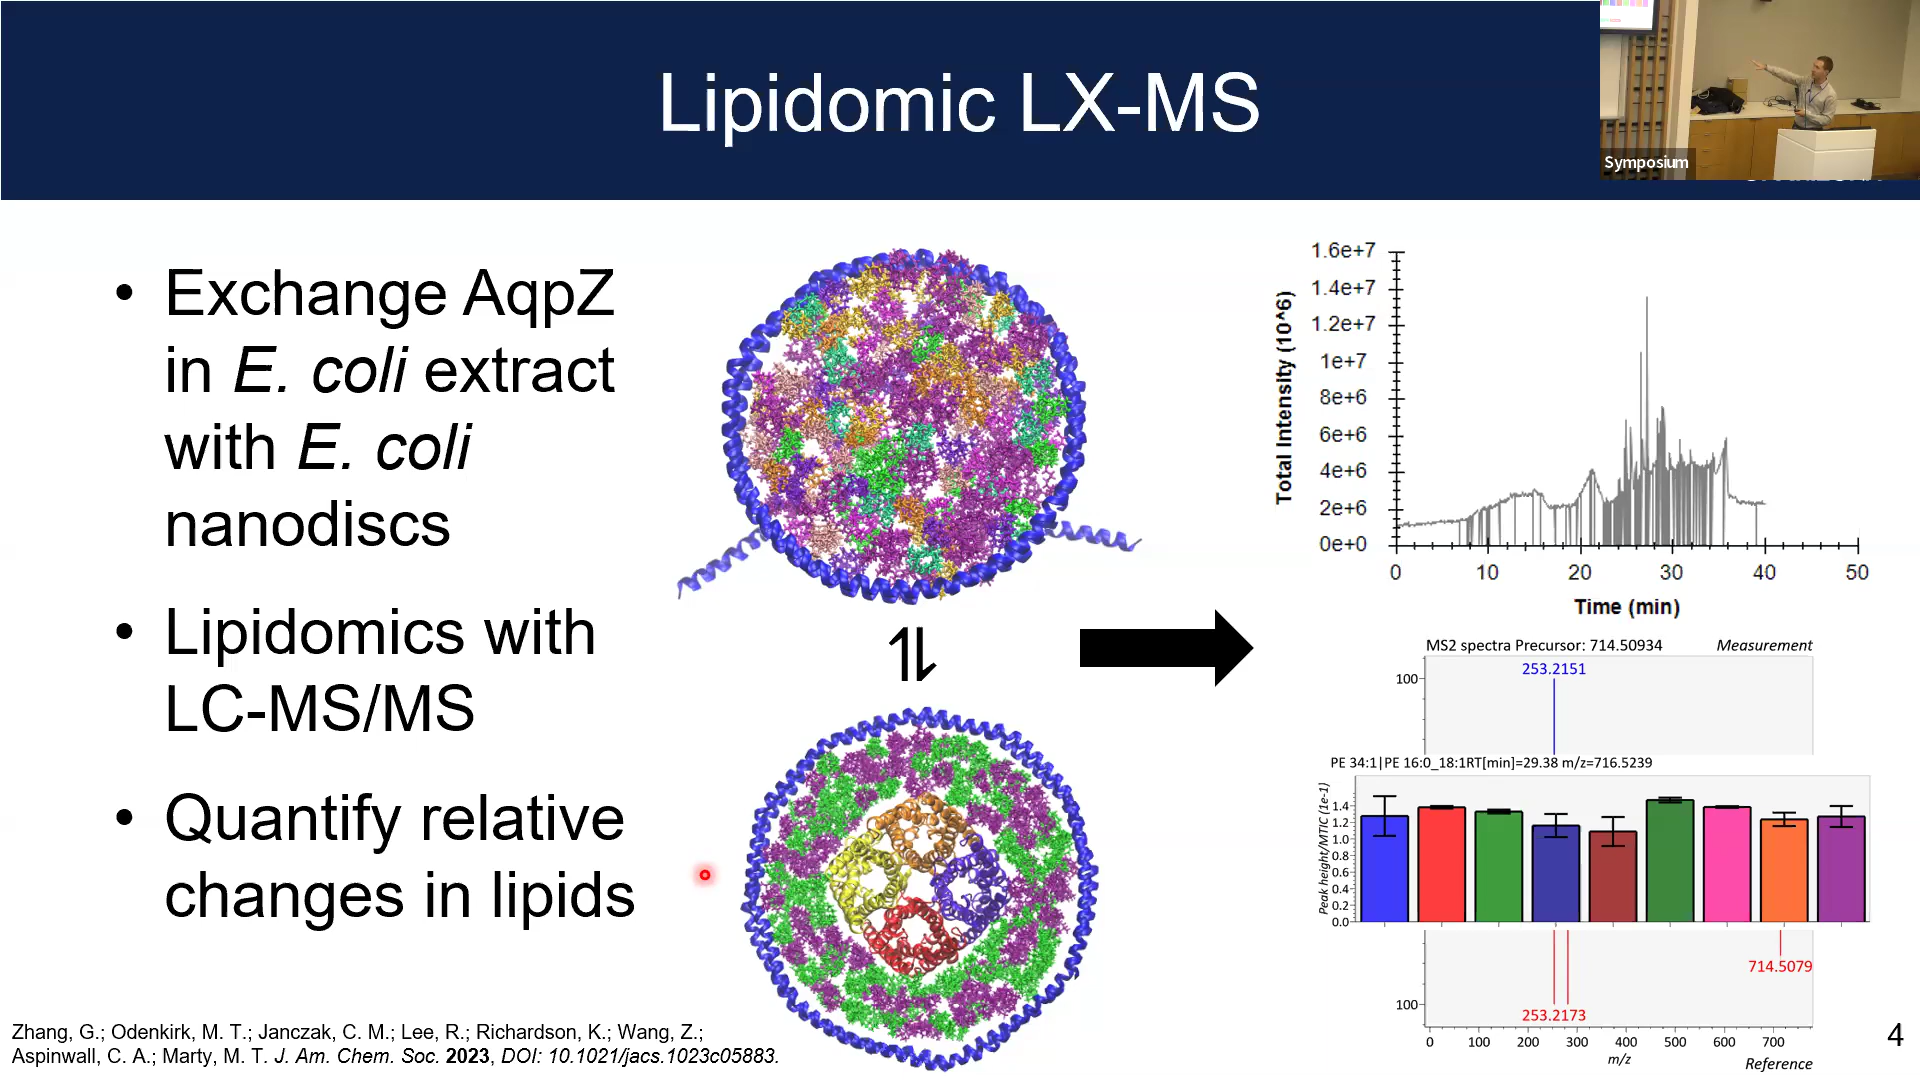 Lipidomic LX-MS
Symposium
• Exchange AqpZ
in E. coli extract
with E. coli
nanodiscs
• Lipidomics with
LC-MS/MS
• Quantify relative
changes in lipids
Total Intensity (10^6)
1.6e+7
1.4e+7
1.2e+7
1e+7
8e+6
6e+6
4e+6
2e+6
0e+0
0 10 20 30 40 50
Time (min)
MS2 spectra Precursor: 714.50934 Measurement
253.2151
100
PE 34:1|PE 16:0_18:1RT[min]=29.38 m/z=716.5239
Peak height/MTIC (1e-1)
1.4
1.2
1.0
0.8
0.6
0.4
0.2
0.0
714.5079
100
253.2173
0 100 200 300 400 500 600 700
m/z
Reference
Zhang, G.; Odenkirk, M. T.; Janczak, C. M.; Lee, R.; Richardson, K.; Wang, Z.;
Aspinwall, C. A.; Marty, M. T. J. Am. Chem. Soc. 2023, DOI: 10.1021/jacs.1023c05883.
4